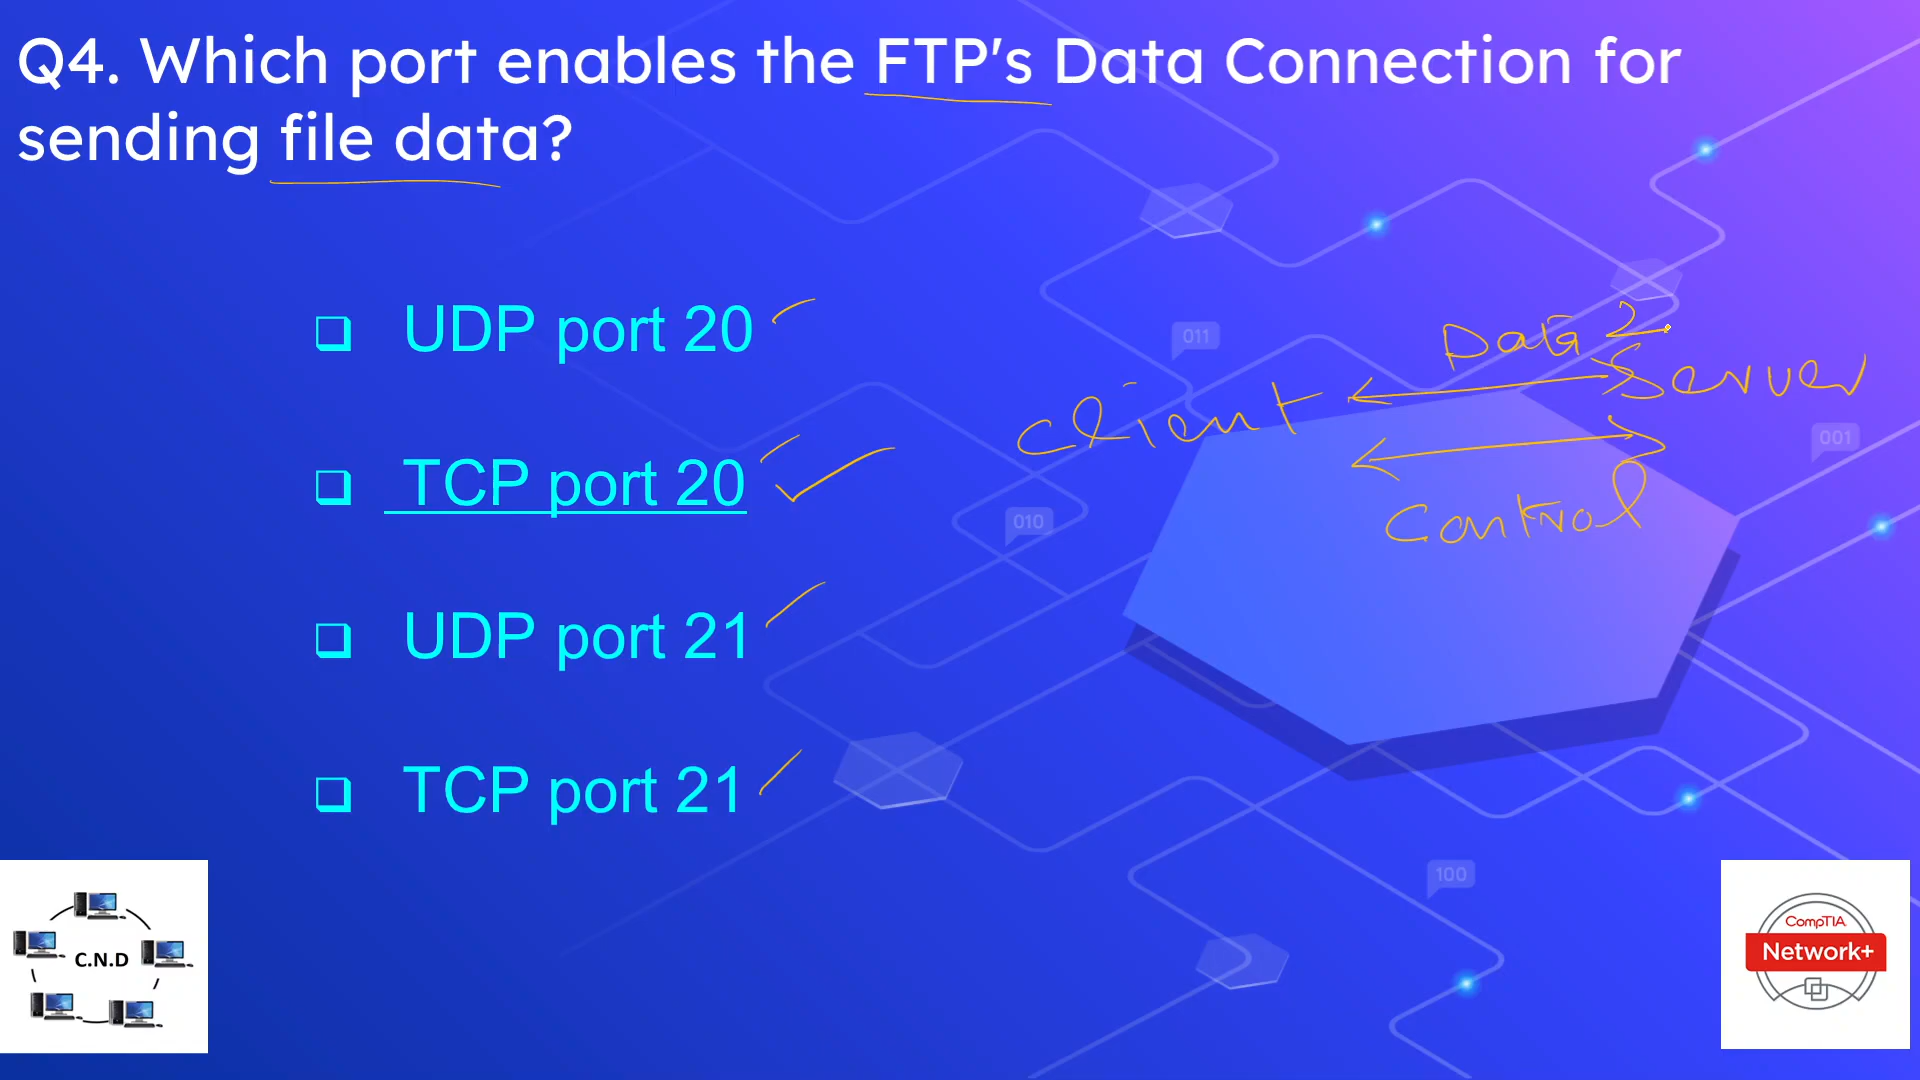 Q4. Which port enables the FTP's Data Connection for
sending file data?
❑ UDP port 20
❑ TCP port 20
❑ UDP port 21
❑ TCP port 21
Data 2
Client
Server
Control
011
001
010
100
C.N.D
CompTIA
Network+